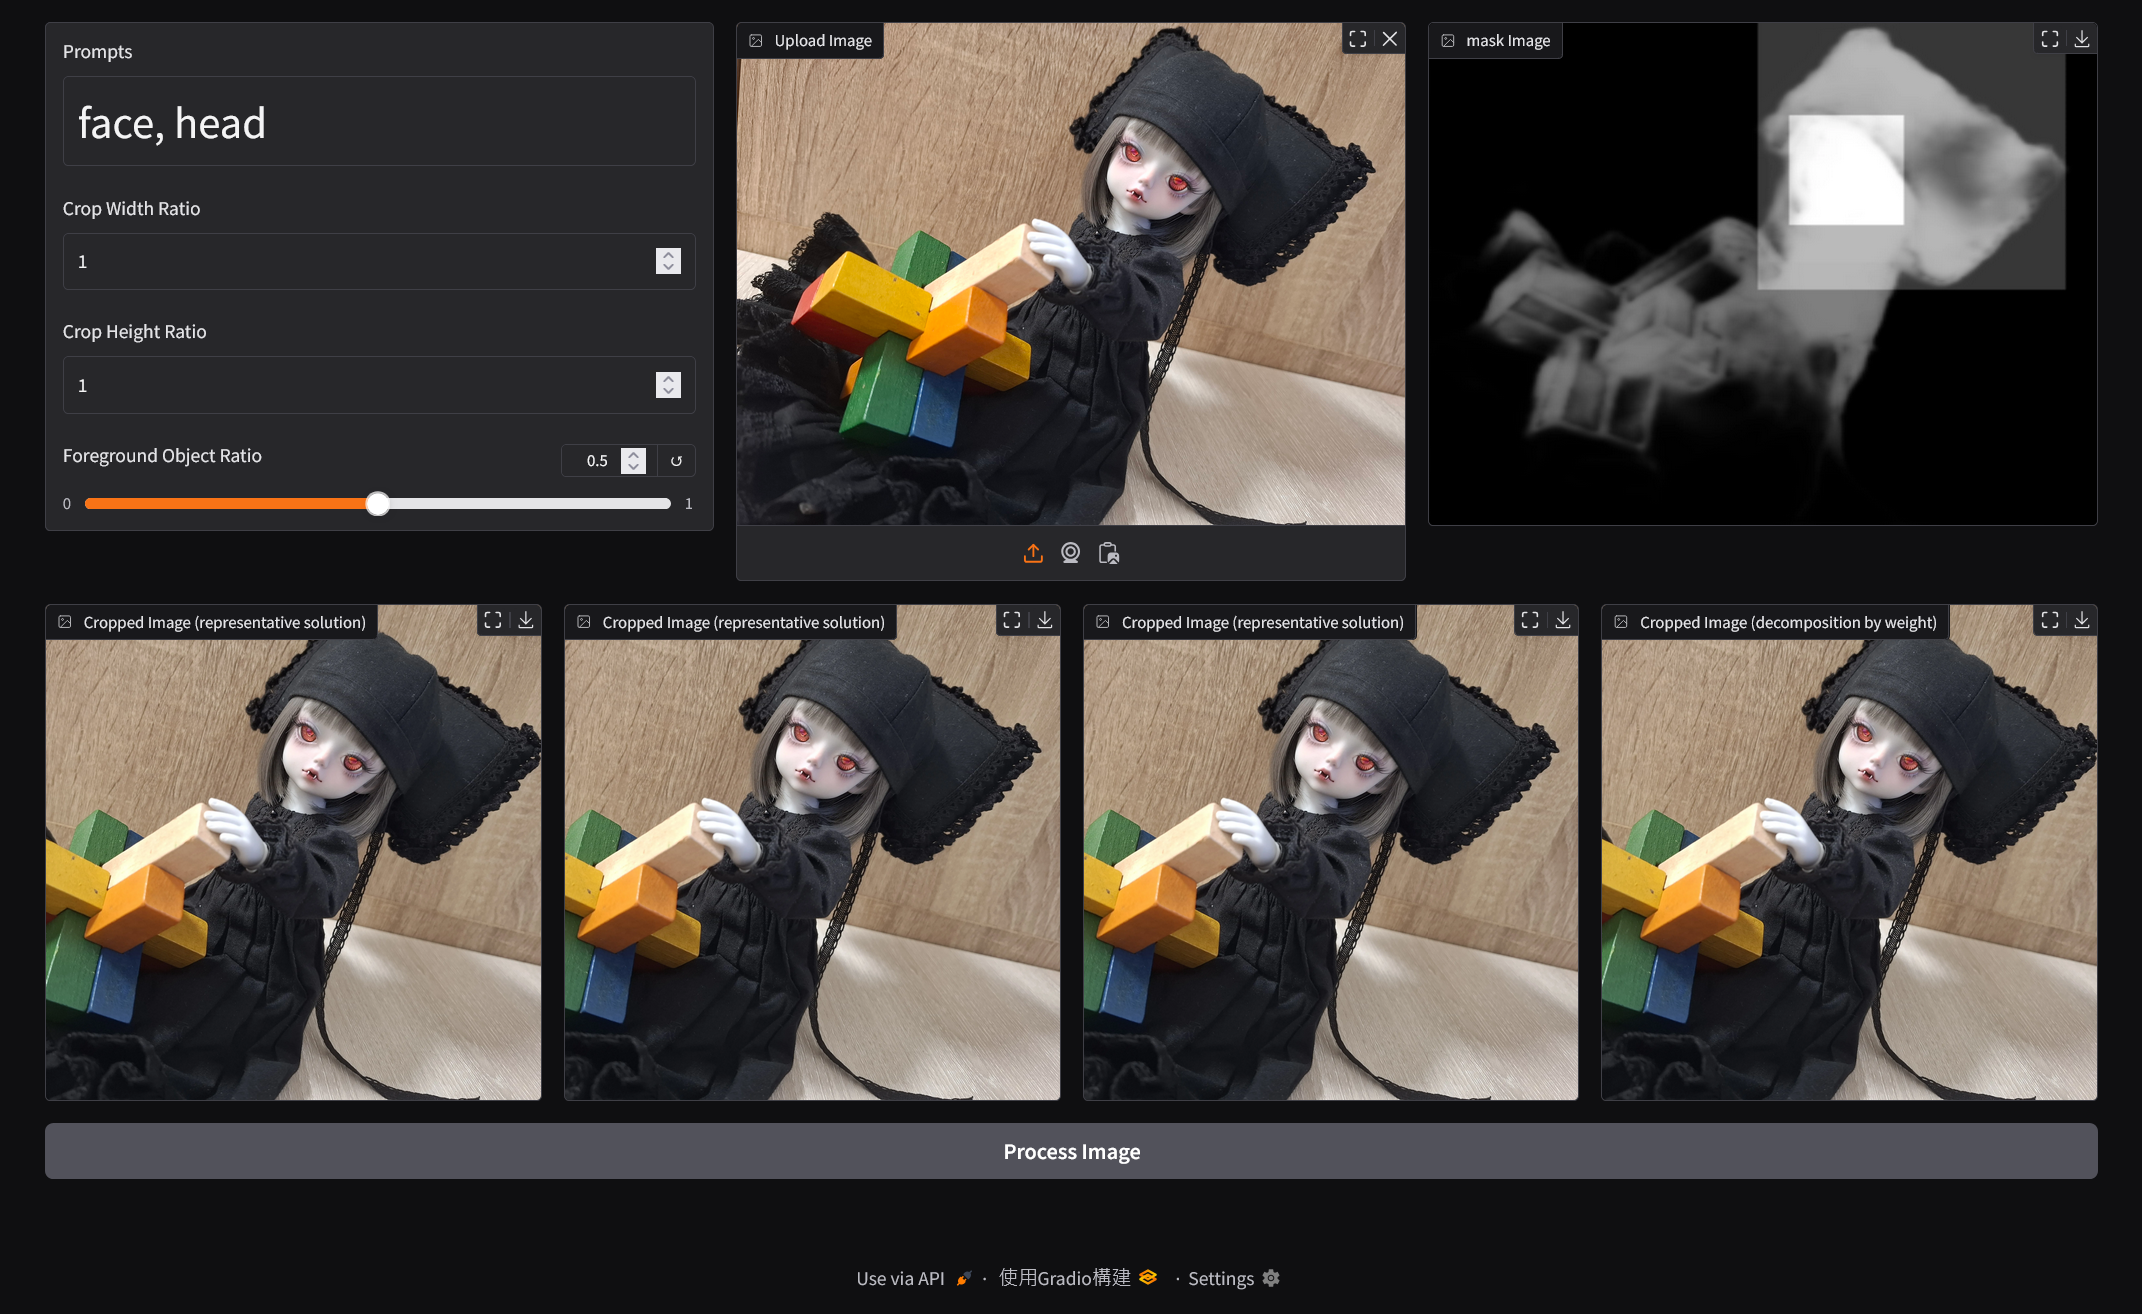 Prompts
face, head
Crop Width Ratio
1
Crop Height Ratio
1
Foreground Object Ratio
0.5
0
1
Upload Image
mask Image
Cropped Image (representative solution)
Cropped Image (representative solution)
Cropped Image (representative solution)
Cropped Image (decomposition by weight)
Process Image
Use via API · 使用Gradio構建 · Settings